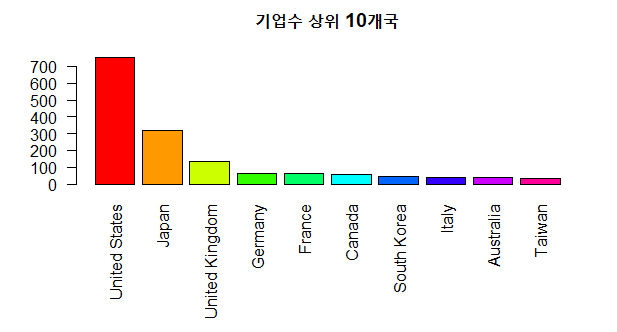 기업수 상위 10개국
700
600
500
400
300
200
100
0
United States
Japan
United Kingdom
Germany
France
Canada
South Korea
Italy
Australia
Taiwan